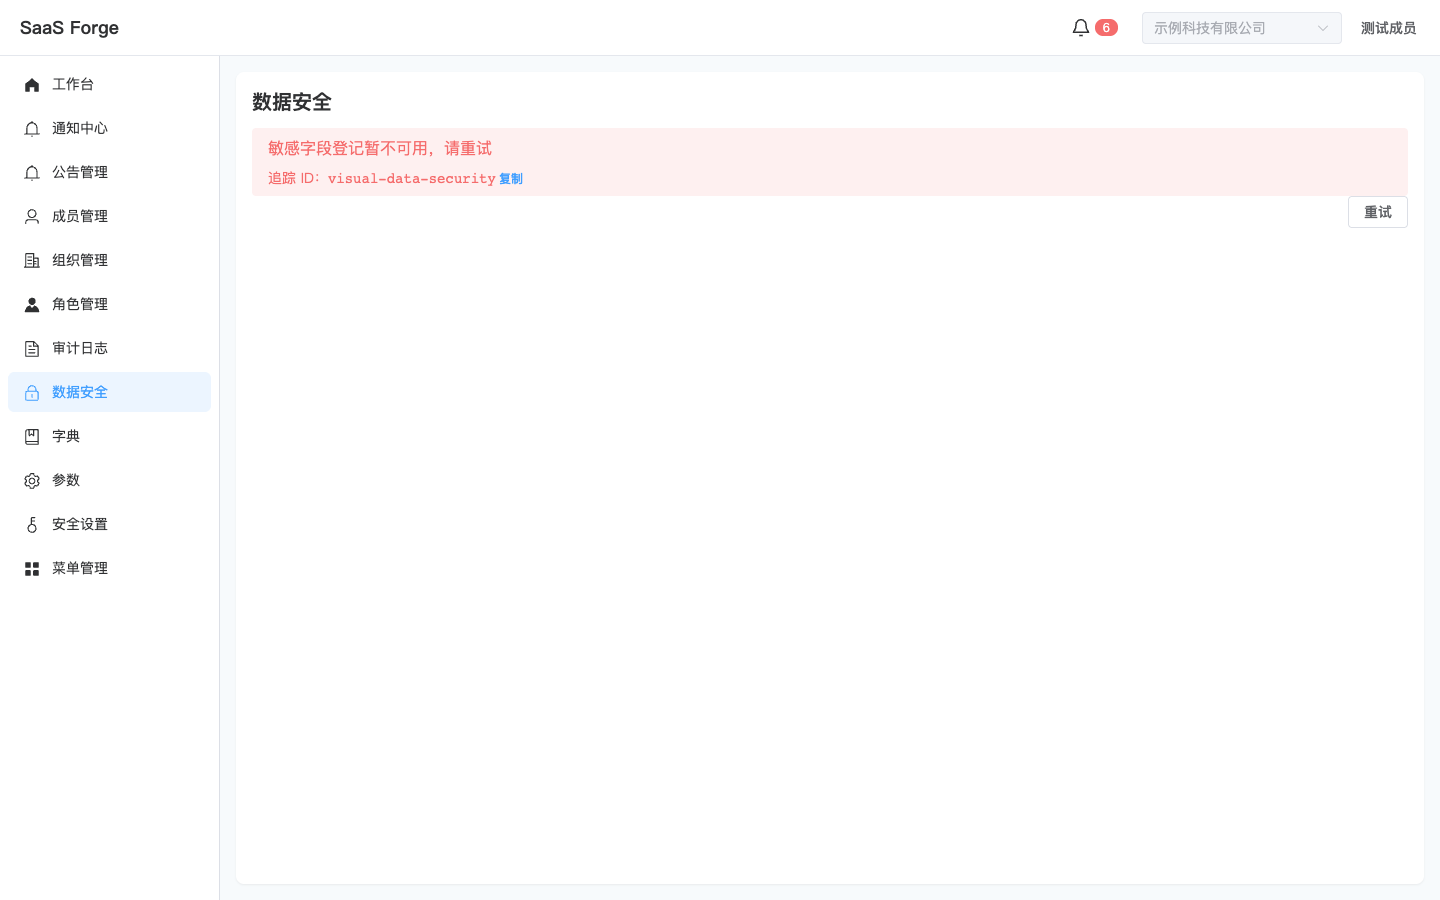 SaaS Forge
6
示例科技有限公司
测试成员
工作台
通知中心
公告管理
成员管理
组织管理
角色管理
审计日志
数据安全
字典
参数
安全设置
菜单管理
数据安全
敏感字段登记暂不可用，请重试
追踪 ID：visual-data-security 复制
重试